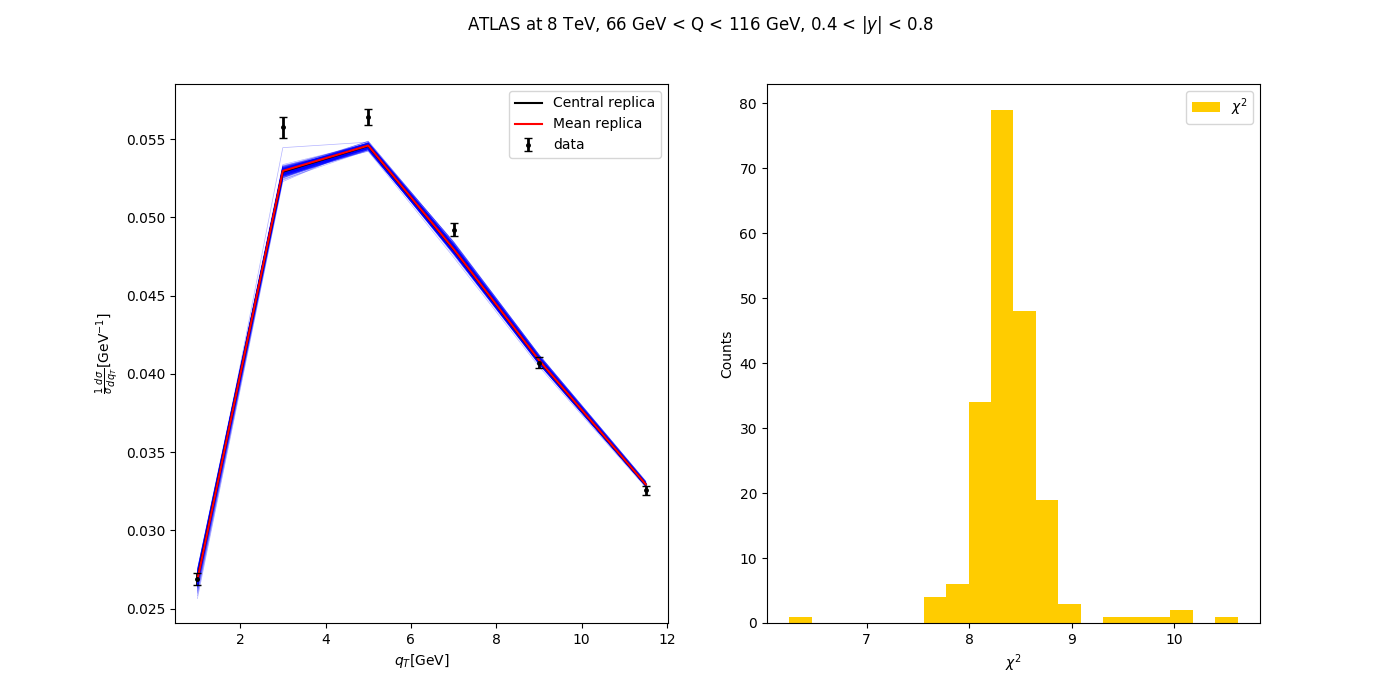 ATLAS at 8 TeV, 66 GeV < Q < 116 GeV, 0.4 < |y| < 0.8
Central replica
Mean replica
data
0.055
0.050
0.045
0.040
0.035
0.030
0.025
1/σ dσ/dq_T [GeV⁻¹]
2 4 6 8 10 12
q_T[GeV]
χ²
80
70
60
50
40
30
20
10
0
Counts
7 8 9 10
χ²